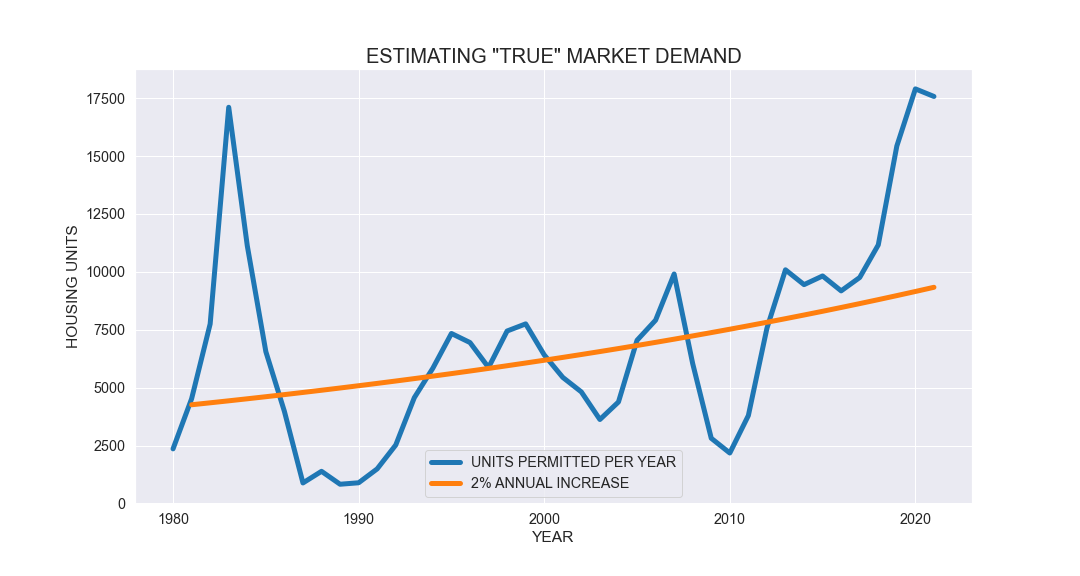 ESTIMATING "TRUE" MARKET DEMAND
HOUSING UNITS
17500
15000
12500
10000
7500
5000
2500
0
UNITS PERMITTED PER YEAR
2% ANNUAL INCREASE
1980
1990
2000
2010
2020
YEAR